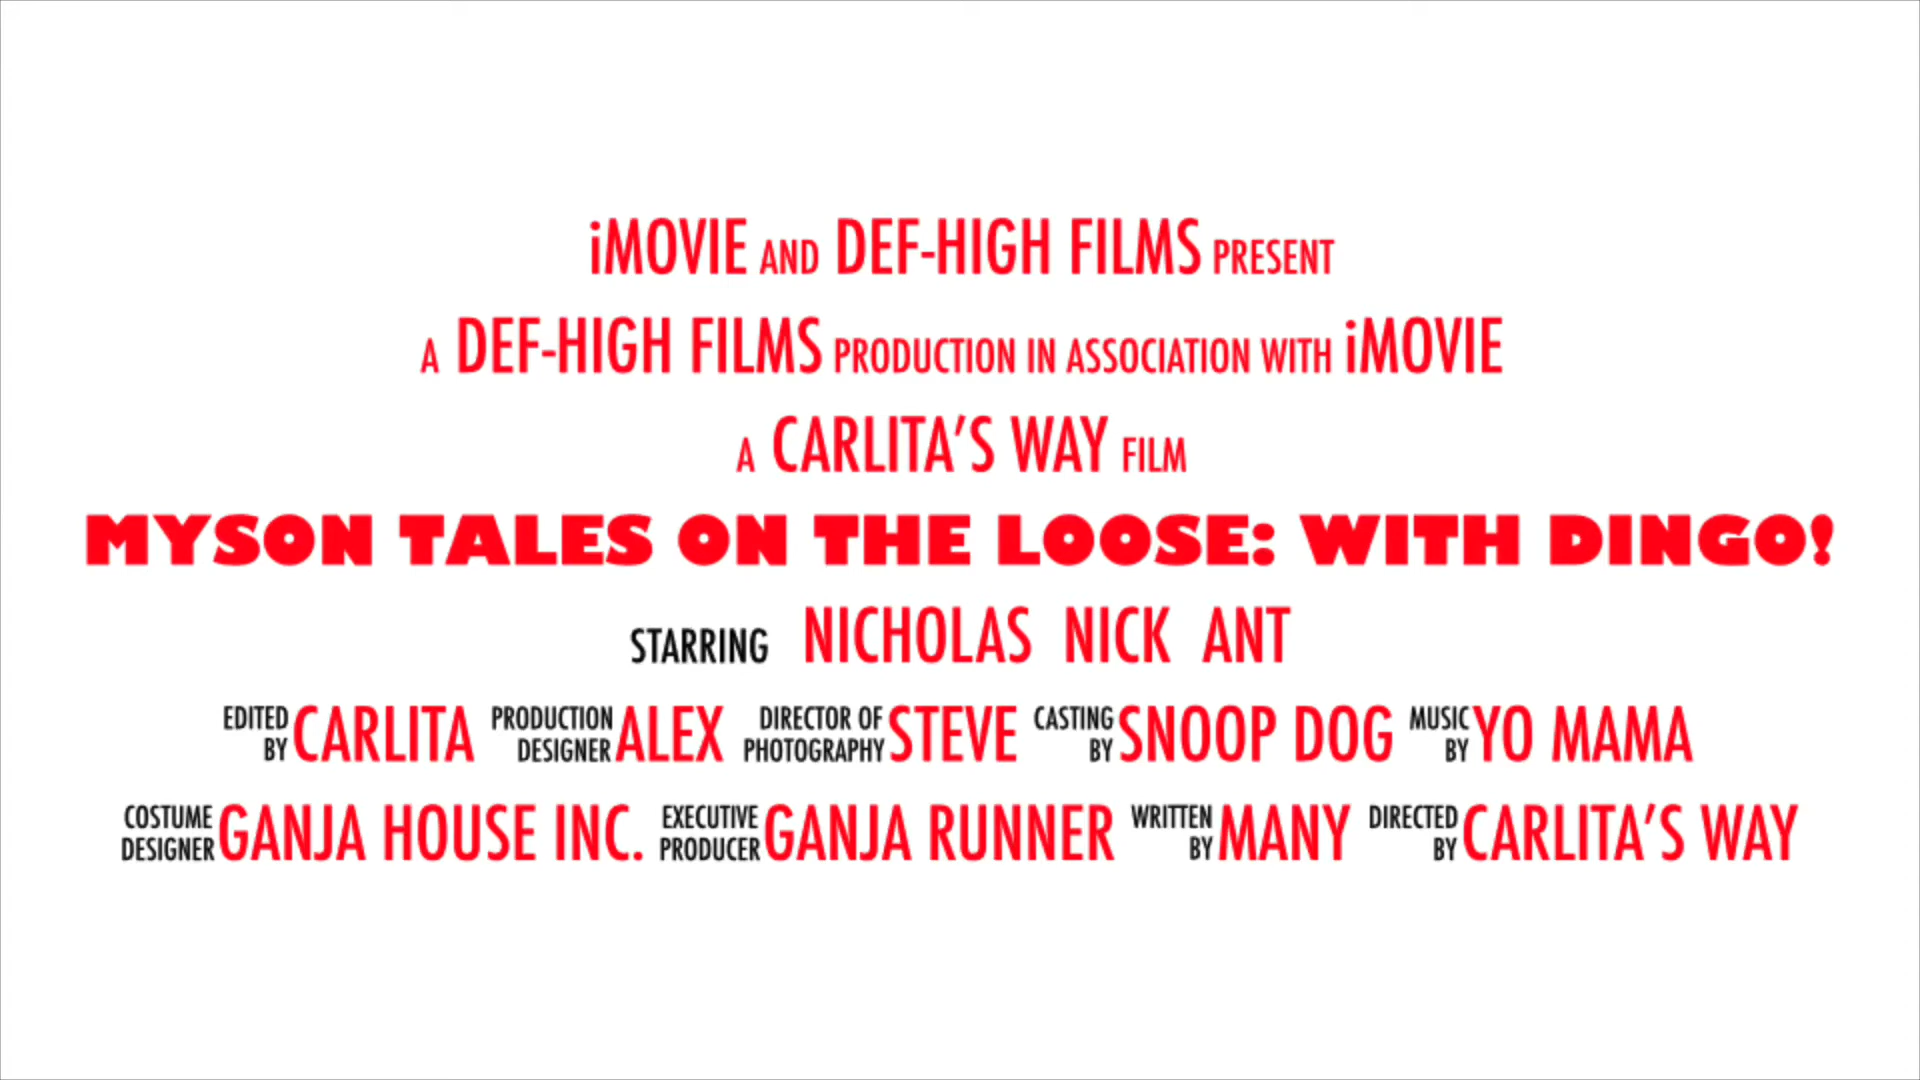 iMOVIE AND DEF-HIGH FILMS PRESENT
A DEF-HIGH FILMS PRODUCTION IN ASSOCIATION WITH iMOVIE
A CARLITA'S WAY FILM
MYSON TALES ON THE LOOSE: WITH DINGO!
STARRING NICHOLAS NICK ANT
EDITED BY CARLITA PRODUCTION DESIGNER ALEX DIRECTOR OF PHOTOGRAPHY STEVE CASTING BY SNOOP DOG MUSIC BY YO MAMA
COSTUME DESIGNER GANJA HOUSE INC. EXECUTIVE PRODUCER GANJA RUNNER WRITTEN BY MANY DIRECTED BY CARLITA'S WAY